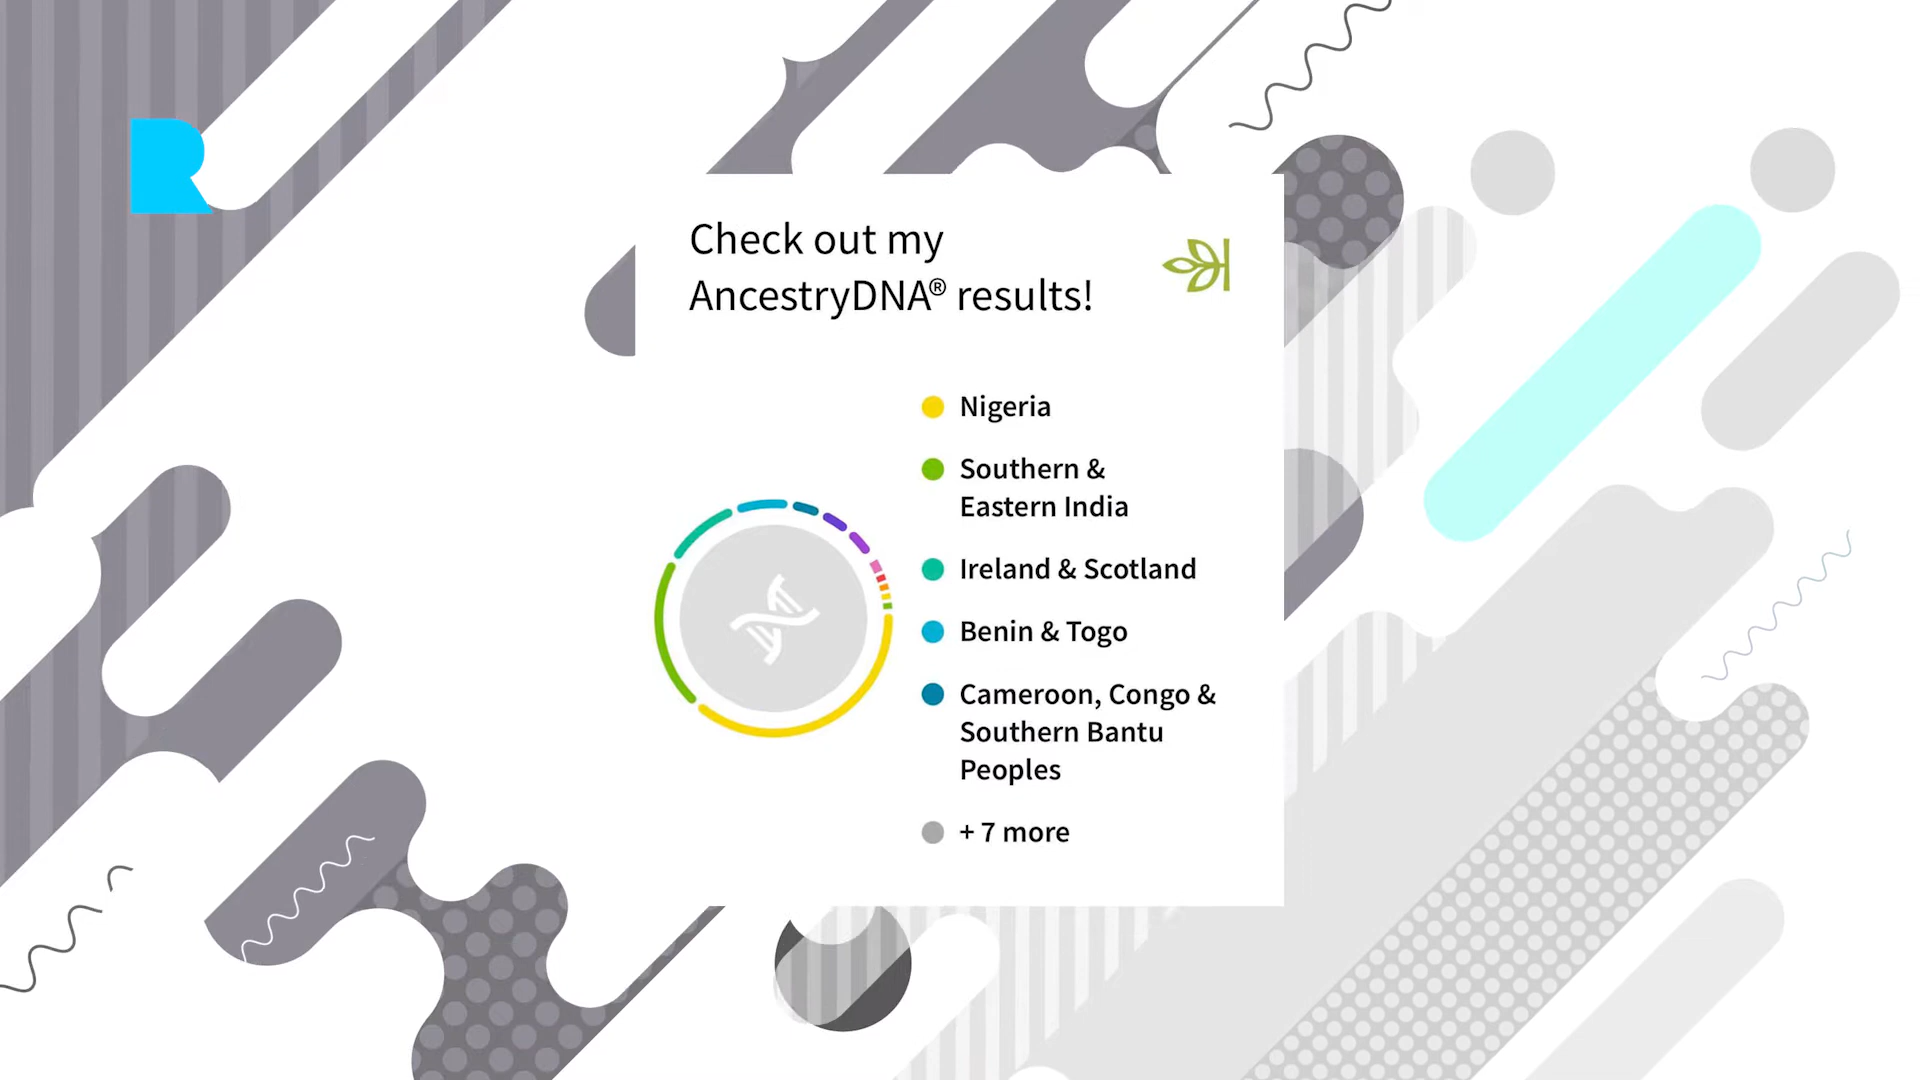 R
Check out my
AncestryDNA® results!
Nigeria
Southern &
Eastern India
Ireland & Scotland
Benin & Togo
Cameroon, Congo &
Southern Bantu
Peoples
+ 7 more